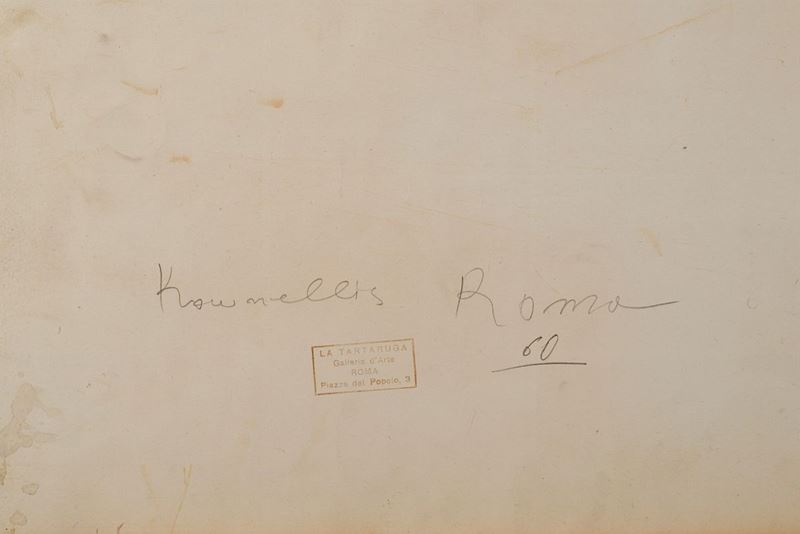 Kounellis Roma
60
LA TARTARUGA
Galleria d'Arte
ROMA
Piazza del Popolo, 3